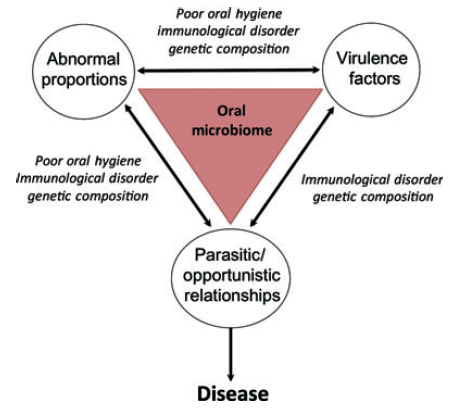 Poor oral hygiene
immunological disorder
genetic composition
Abnormal
proportions
Virulence
factors
Oral
microbiome
Poor oral hygiene
Immunological disorder
genetic composition
Immunological disorder
genetic composition
Parasitic/
opportunistic
relationships
Disease